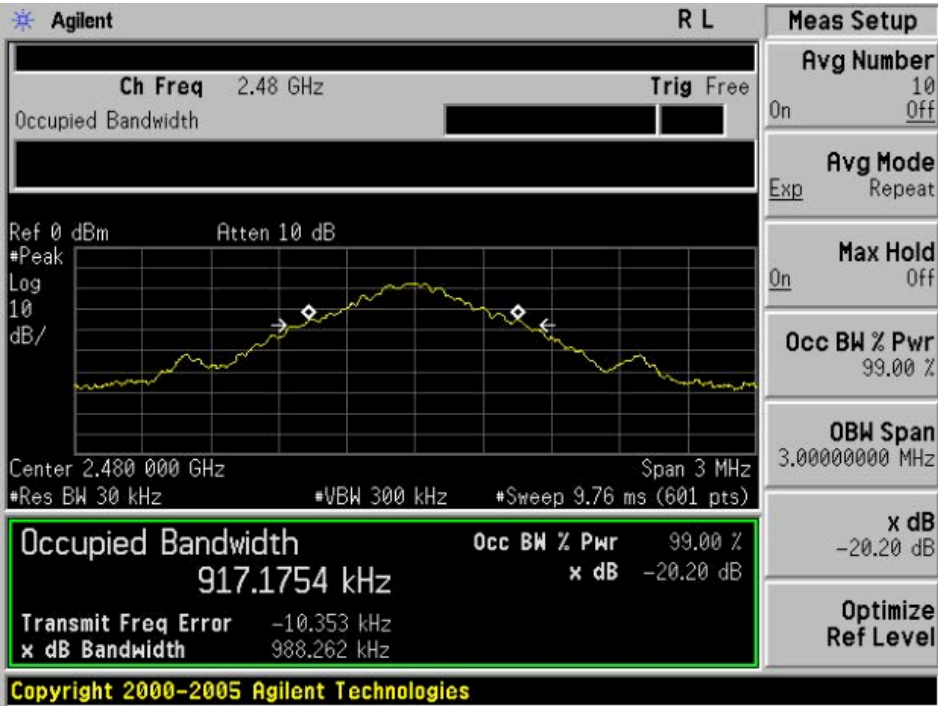 Agilent R L
Ch Freq 2.48 GHz Trig Free
Occupied Bandwidth
Ref 0 dBm Atten 10 dB
#Peak
Log
10
dB/
Center 2.480 000 GHz Span 3 MHz
#Res BW 30 kHz #VBW 300 kHz #Sweep 9.76 ms (601 pts)
Occupied Bandwidth Occ BW % Pwr 99.00 %
917.1754 kHz x dB -20.20 dB
Transmit Freq Error -10.353 kHz
x dB Bandwidth 988.262 kHz
Copyright 2000-2005 Agilent Technologies
Meas Setup
Avg Number
10
On Off
Avg Mode
Exp Repeat
Max Hold
On Off
Occ BW % Pwr
99.00 %
OBW Span
3.00000000 MHz
x dB
-20.20 dB
Optimize
Ref Level